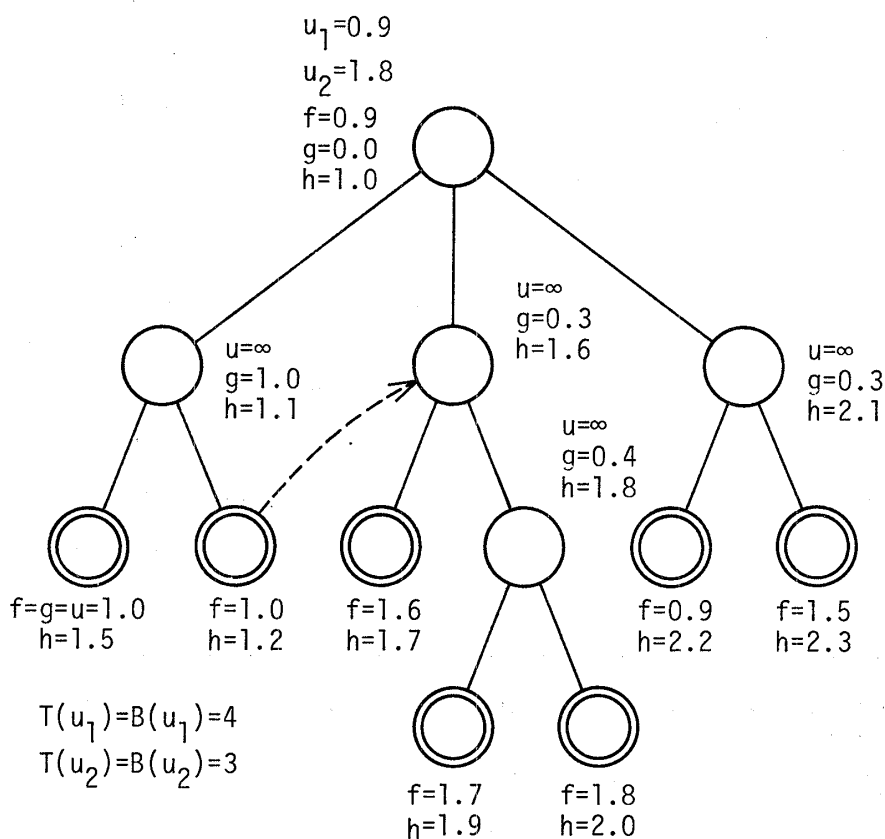 u₁=0.9
u₂=1.8
f=0.9
g=0.0
h=1.0
u=∞
g=0.3
h=1.6
u=∞
g=1.0
h=1.1
u=∞
g=0.3
h=2.1
u=∞
g=0.4
h=1.8
f=g=u=1.0
h=1.5
f=1.0
h=1.2
f=1.6
h=1.7
f=0.9
h=2.2
f=1.5
h=2.3
T(u₁)=B(u₁)=4
T(u₂)=B(u₂)=3
f=1.7
h=1.9
f=1.8
h=2.0